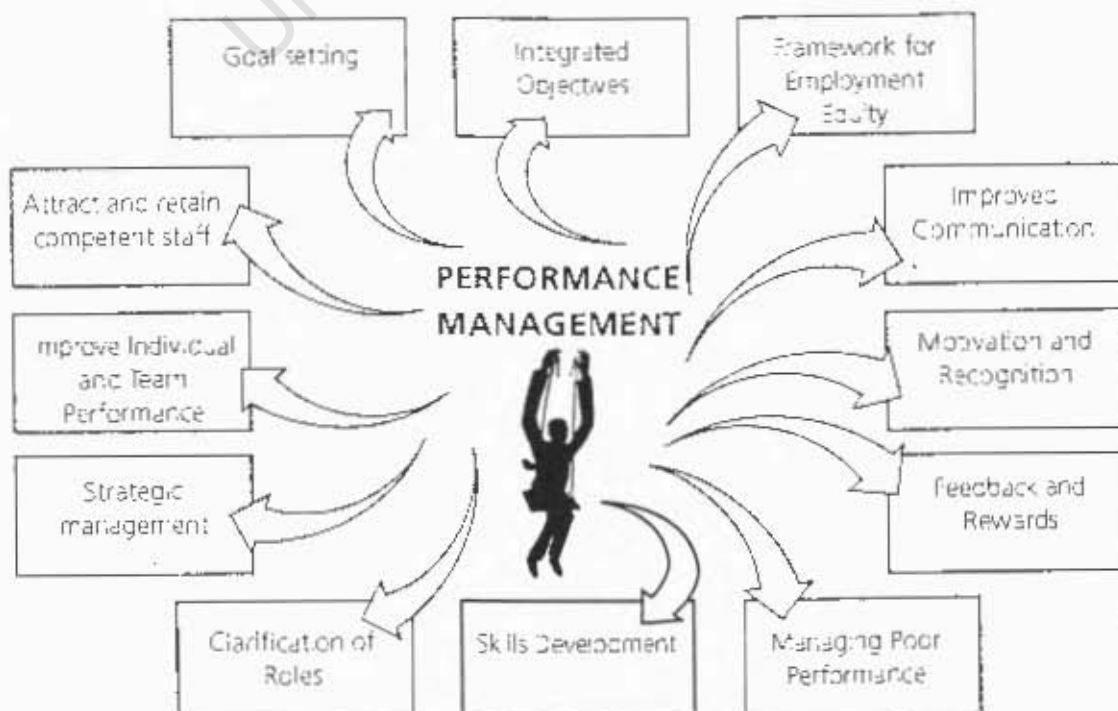 Goal setting
Integrated
Objectives
Framework for
Employment
Equity
Attract and retain
competent staff
Improved
Communication
PERFORMANCE
MANAGEMENT
mprove Individual
and Team
Performance
Motivation and
Recognition
Strategic
management
Feedback and
Rewards
Clarification of
Roles
Skills Development
Managing Poor
Performance